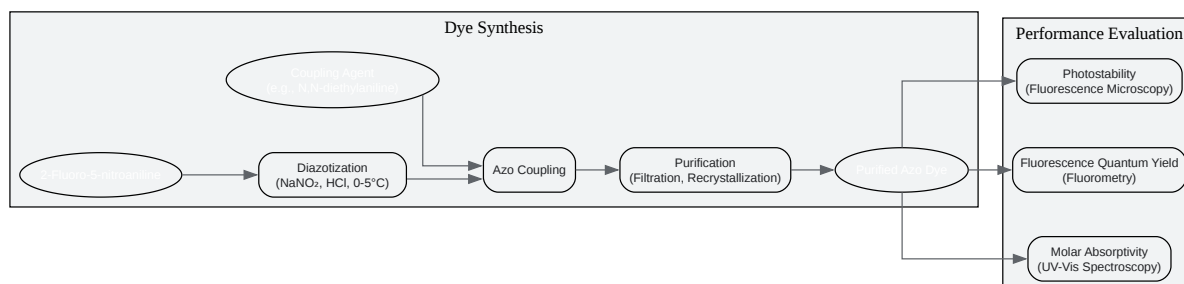 Dye Synthesis
Performance Evaluation
Coupling Agent
(e.g., N,N-diethylaniline)
Photostability
(Fluorescence Microscopy)
2-Fluoro-5-nitroaniline
Diazotization
(NaNO₂, HCl, 0-5°C)
Azo Coupling
Purification
(Filtration, Recrystallization)
Purified Azo Dye
Fluorescence Quantum Yield
(Fluorometry)
Molar Absorptivity
(UV-Vis Spectroscopy)